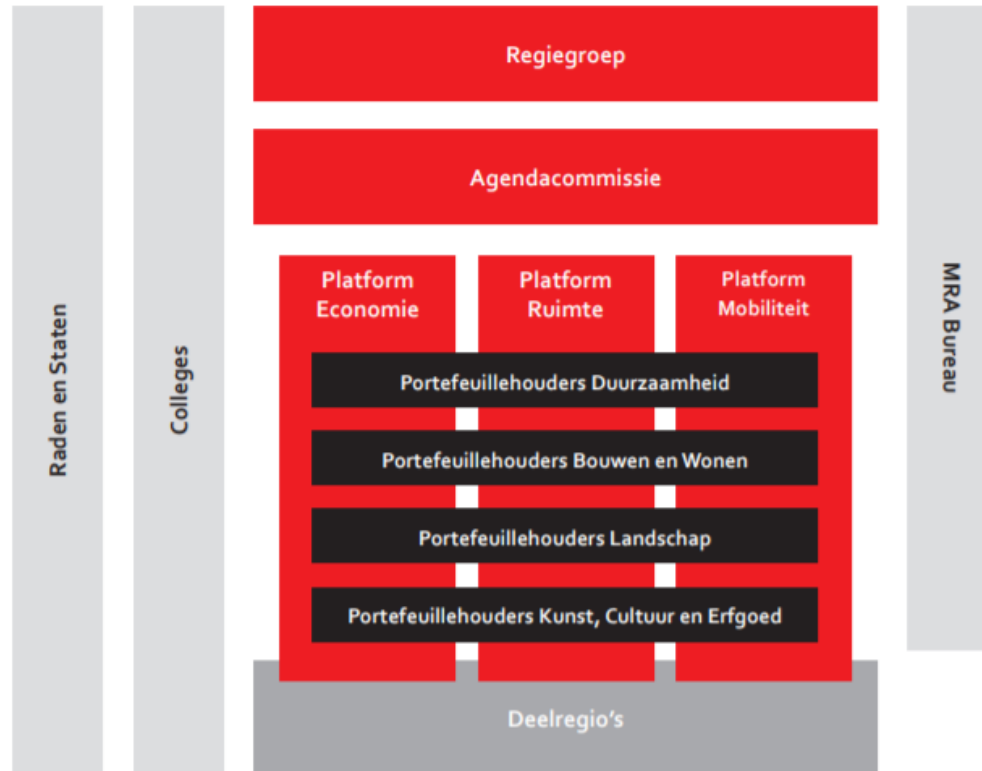 Raden en Staten
Colleges
Regiegroep
Agendacommissie
Platform
Economie
Platform
Ruimte
Platform
Mobiliteit
Portefeuillehouders Duurzaamheid
Portefeuillehouders Bouwen en Wonen
Portefeuillehouders Landschap
Portefeuillehouders Kunst, Cultuur en Erfgoed
Deelregio’s
MRA Bureau